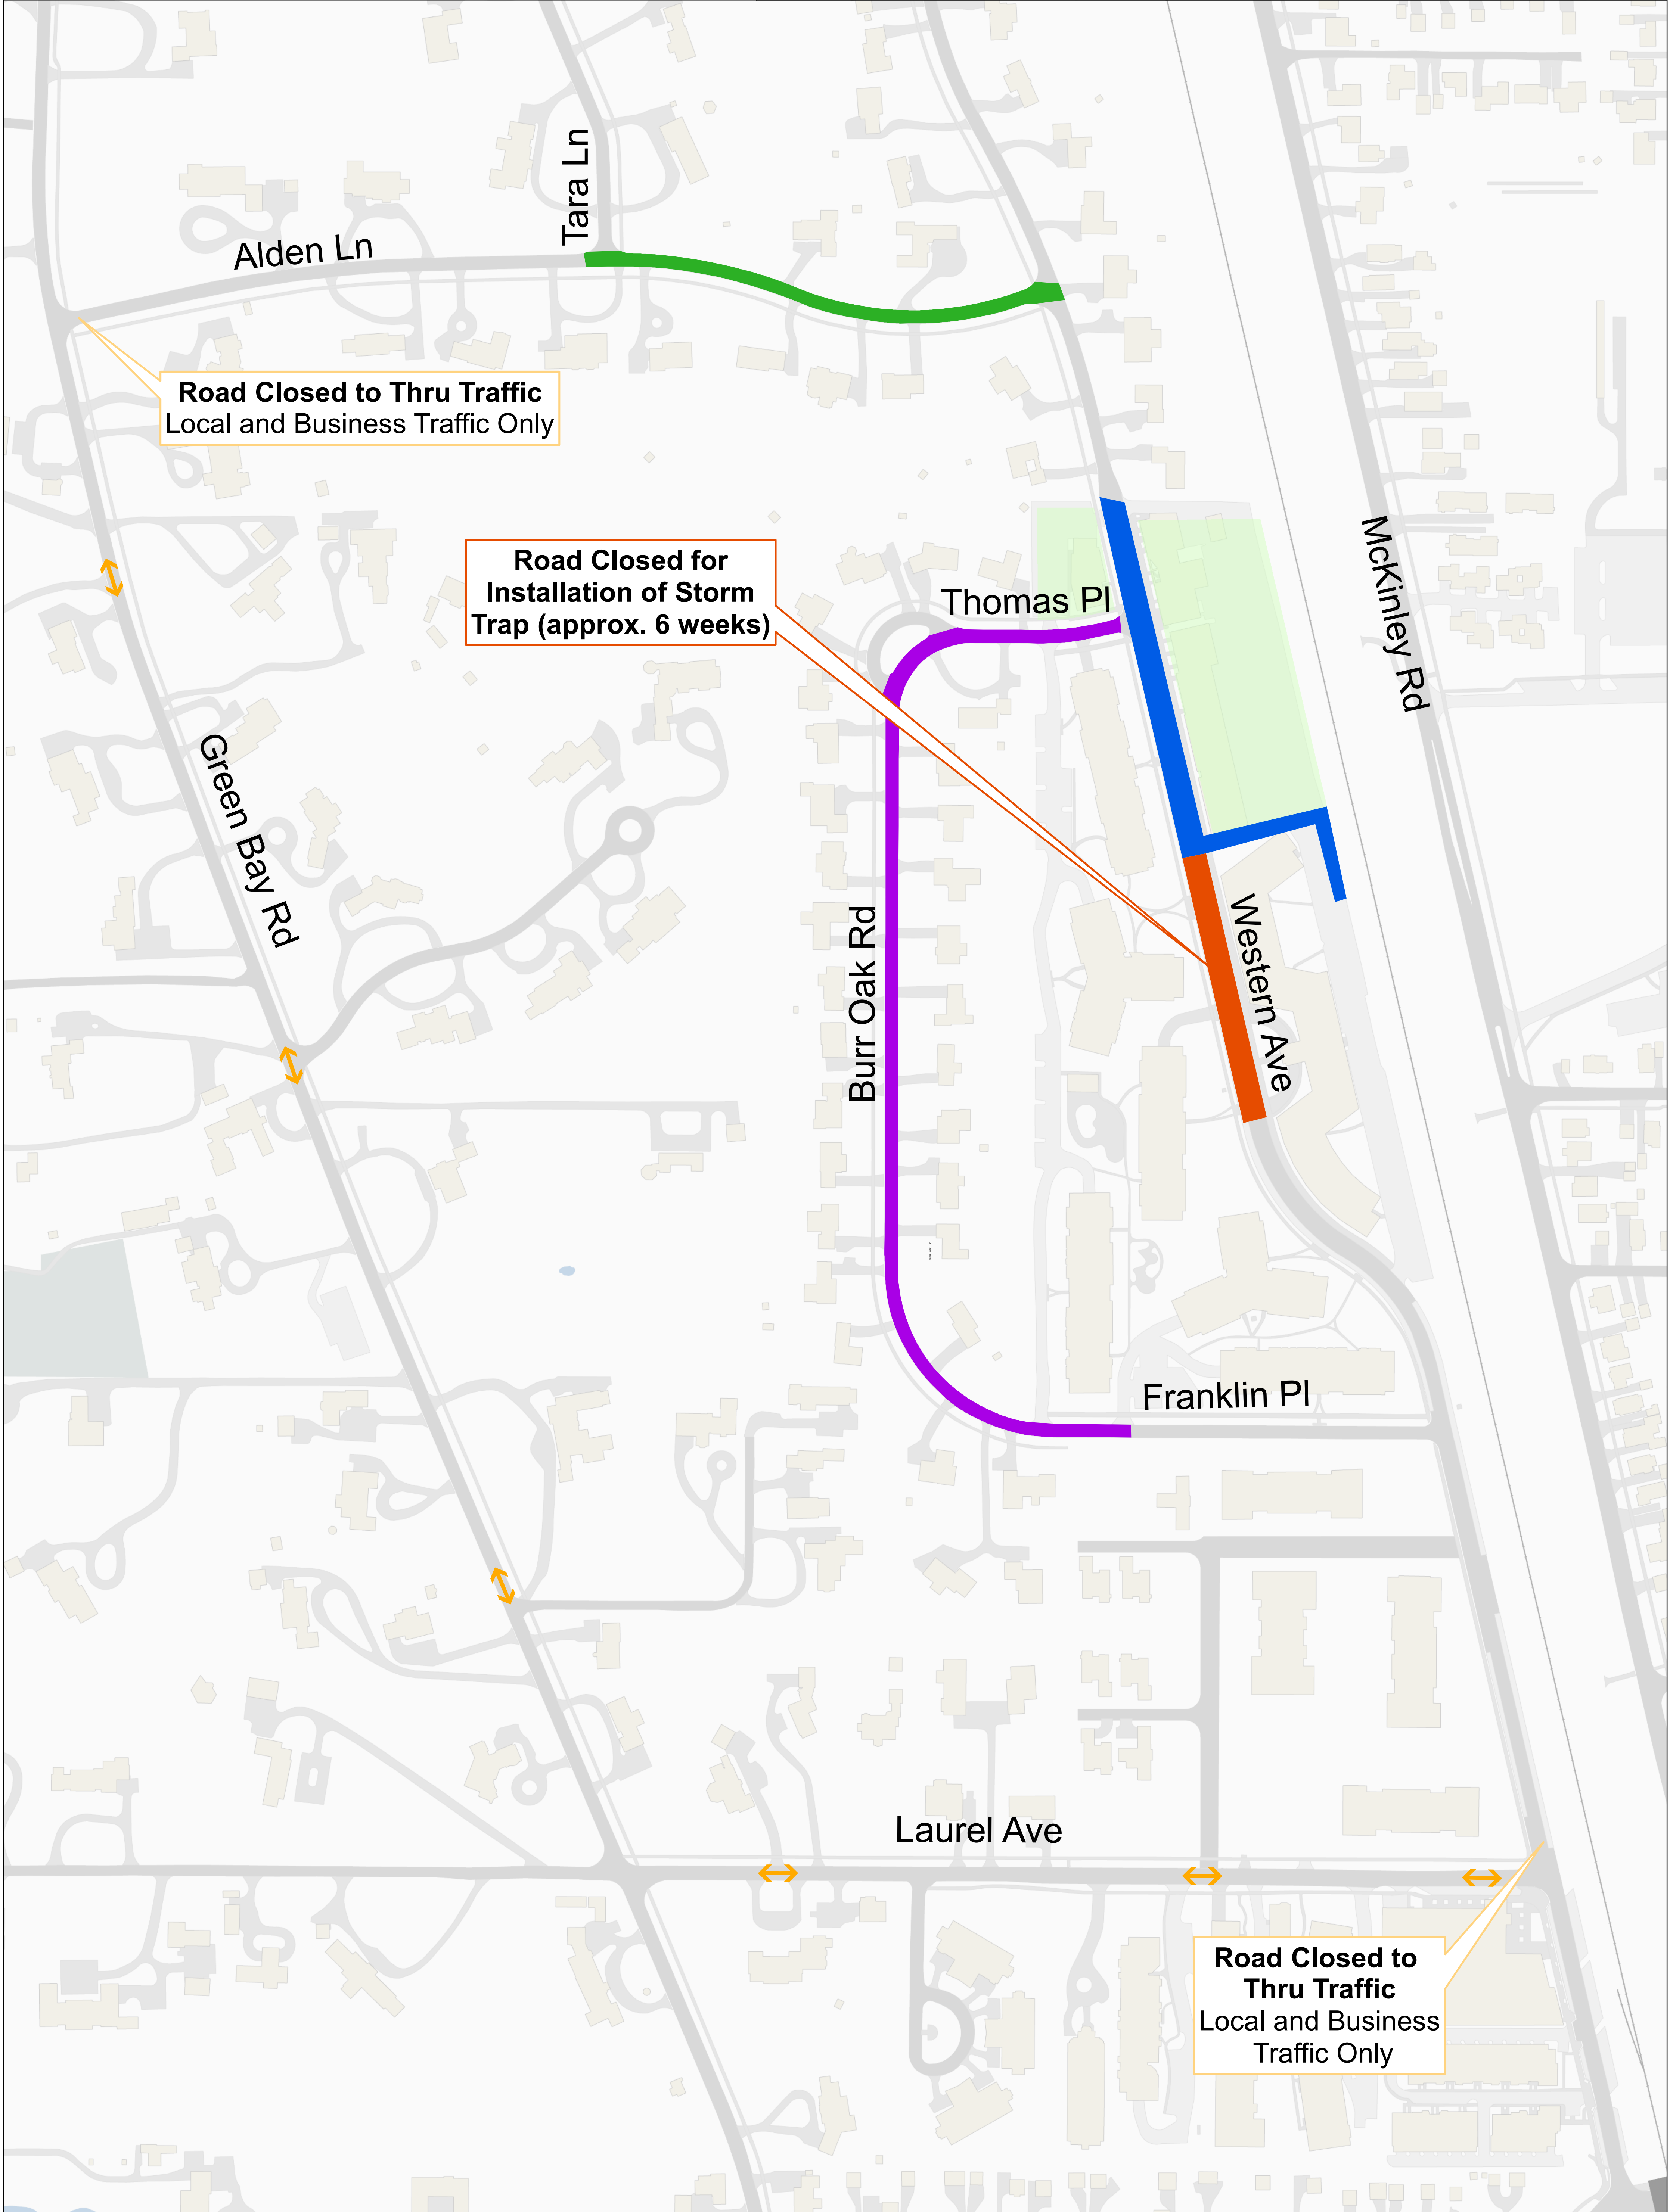 Tara Ln
Alden Ln
Road Closed to Thru Traffic
Local and Business Traffic Only
Road Closed for
Installation of Storm
Trap (approx. 6 weeks)
Thomas Pl
McKinley Rd
Green Bay Rd
Burr Oak Rd
Western Ave
Franklin Pl
Laurel Ave
Road Closed to
Thru Traffic
Local and Business
Traffic Only